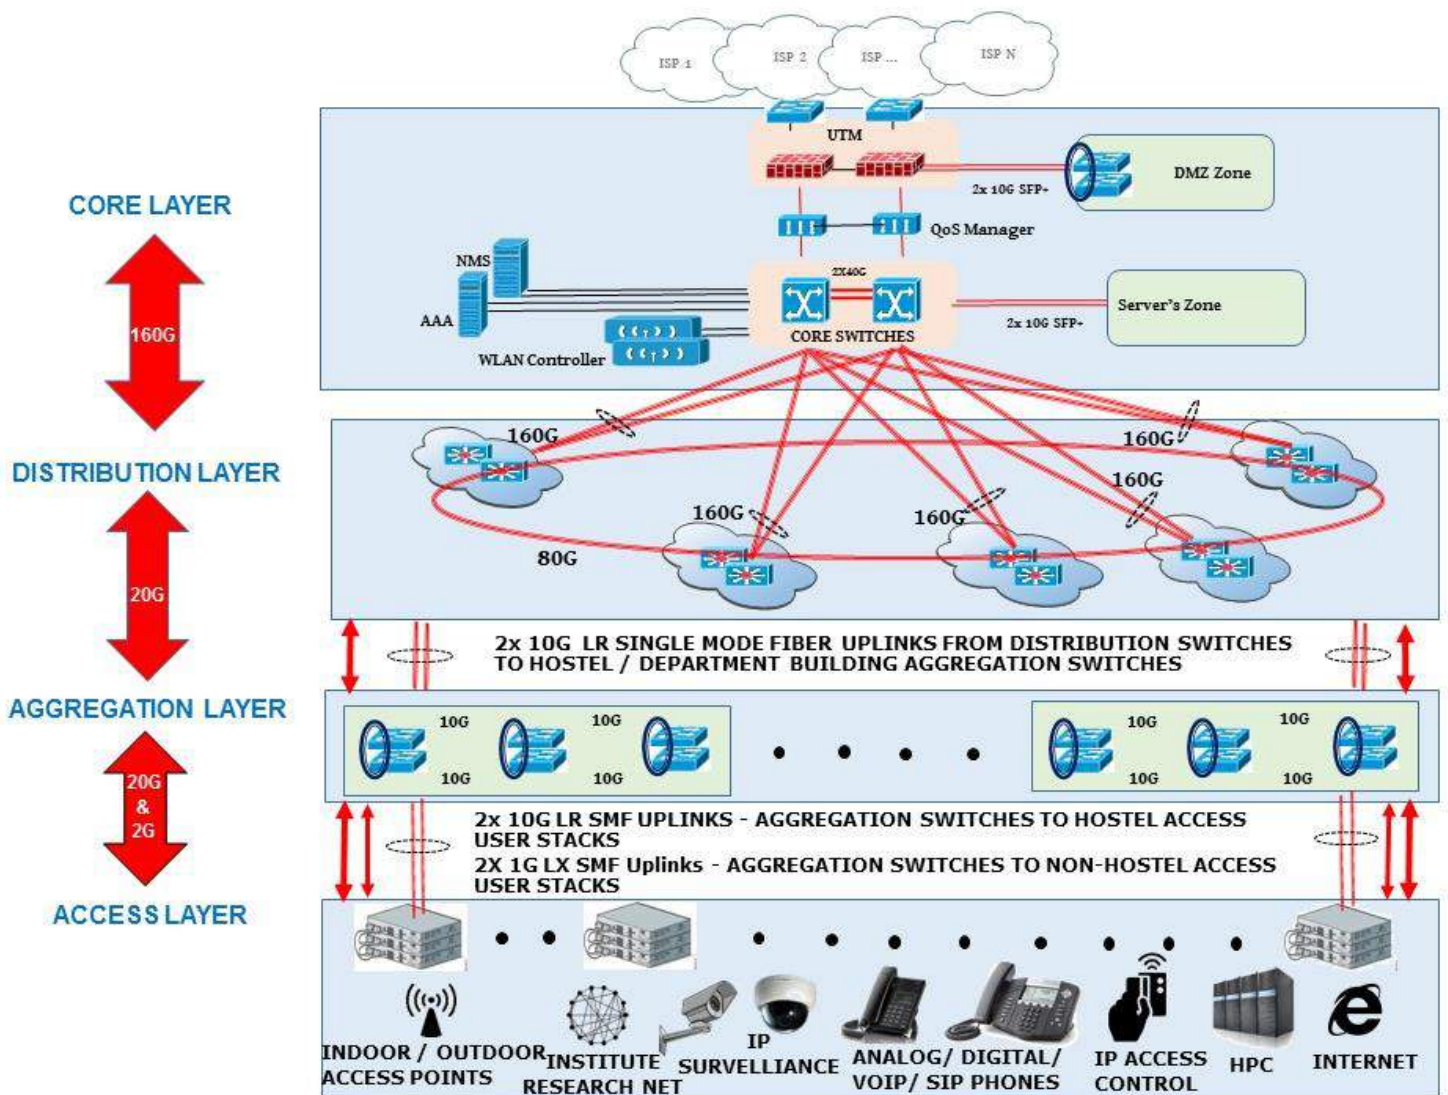 ISP 1
ISP 2
ISP ...
ISP N
UTM
DMZ Zone
2x 10G SFP+
CORE LAYER
QoS Manager
NMS
2X40G
160G
AAA
Server's Zone
2x 10G SFP+
CORE SWITCHES
WLAN Controller
160G
160G
DISTRIBUTION LAYER
160G
160G
160G
80G
20G
2x 10G LR SINGLE MODE FIBER UPLINKS FROM DISTRIBUTION SWITCHES
TO HOSTEL / DEPARTMENT BUILDING AGGREGATION SWITCHES
AGGREGATION LAYER
10G
10G
10G
10G
10G
10G
10G
10G
20G
&
2G
2x 10G LR SMF UPLINKS - AGGREGATION SWITCHES TO HOSTEL ACCESS
USER STACKS
2X 1G LX SMF Uplinks - AGGREGATION SWITCHES TO NON-HOSTEL ACCESS
USER STACKS
ACCESS LAYER
INDOOR / OUTDOOR
ACCESS POINTS
INSTITUTE
RESEARCH NET
IP
SURVELLIANCE
ANALOG/ DIGITAL/
VOIP/ SIP PHONES
IP ACCESS
CONTROL
HPC
INTERNET